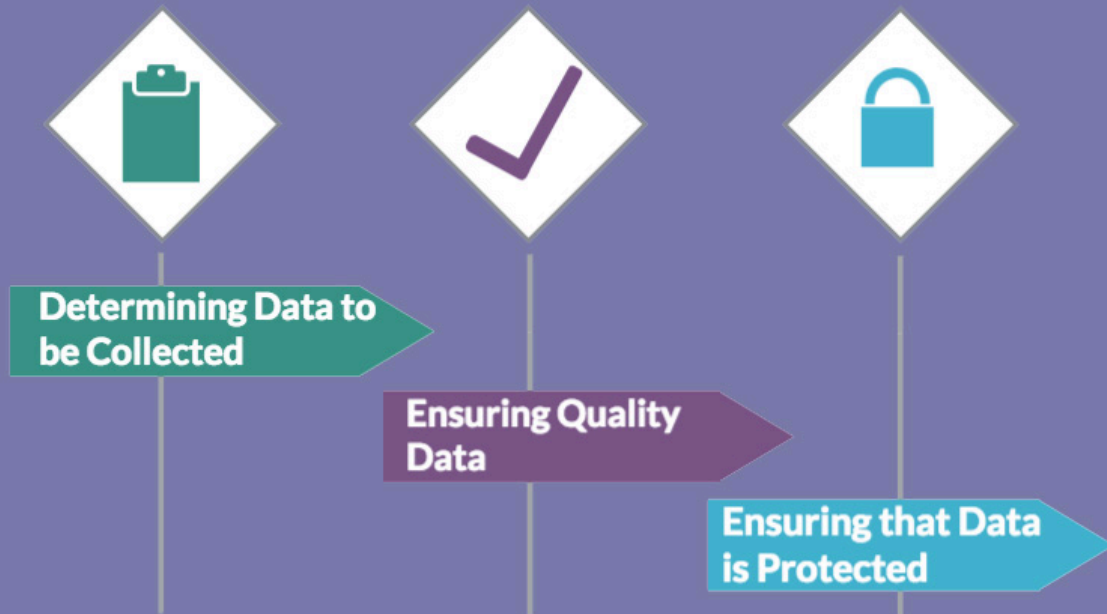 Determining Data to
be Collected
Ensuring Quality
Data
Ensuring that Data
is Protected